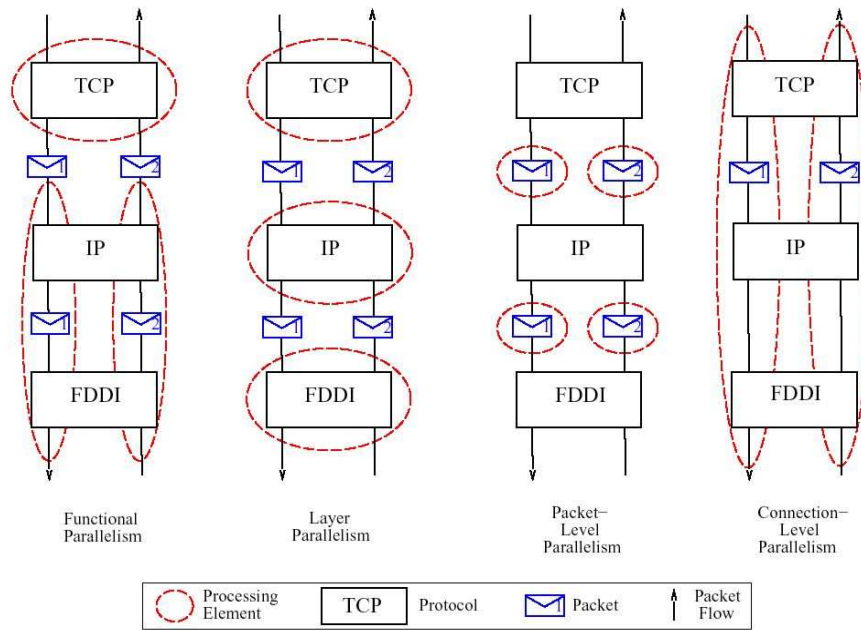 TCP
TCP
TCP
TCP
1
2
1
2
1
2
1
2
IP
IP
IP
IP
1
2
1
2
1
2
FDDI
FDDI
FDDI
FDDI
Functional
Parallelism
Layer
Parallelism
Packet-
Level
Parallelism
Connection-
Level
Parallelism
Processing
Element
TCP
Protocol
1
Packet
Packet
Flow